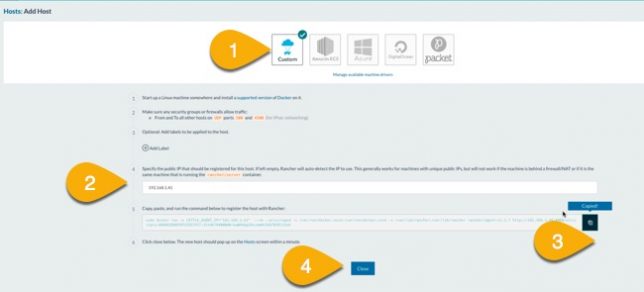 Hosts: Add Host
1
Custom
Amazon EC2
Azure
DigitalOcean
packet
Manage available machine drivers
1 Start up a Linux machine somewhere and install a supported version of Docker on it.
2 Make sure any security groups or firewalls allow traffic:
From and To all other hosts on UDP ports 500 and 4500 (for IPsec networking)
3 Optional: Add labels to be applied to the host.
Add Label
4 Specify the public IP that should be registered for this host. If left empty, Rancher will auto-detect the IP to use. This generally works for machines with unique public IPs, but will not work if the machine is behind a firewall/NAT or if it is the
same machine that is running the rancher/server container.
2
192.168.1.41
5 Copy, paste, and run the command below to register the host with Rancher:
Copied!
sudo docker run
3
6 Click close below. The new host should pop up on the Hosts screen within a minute.
4
Close